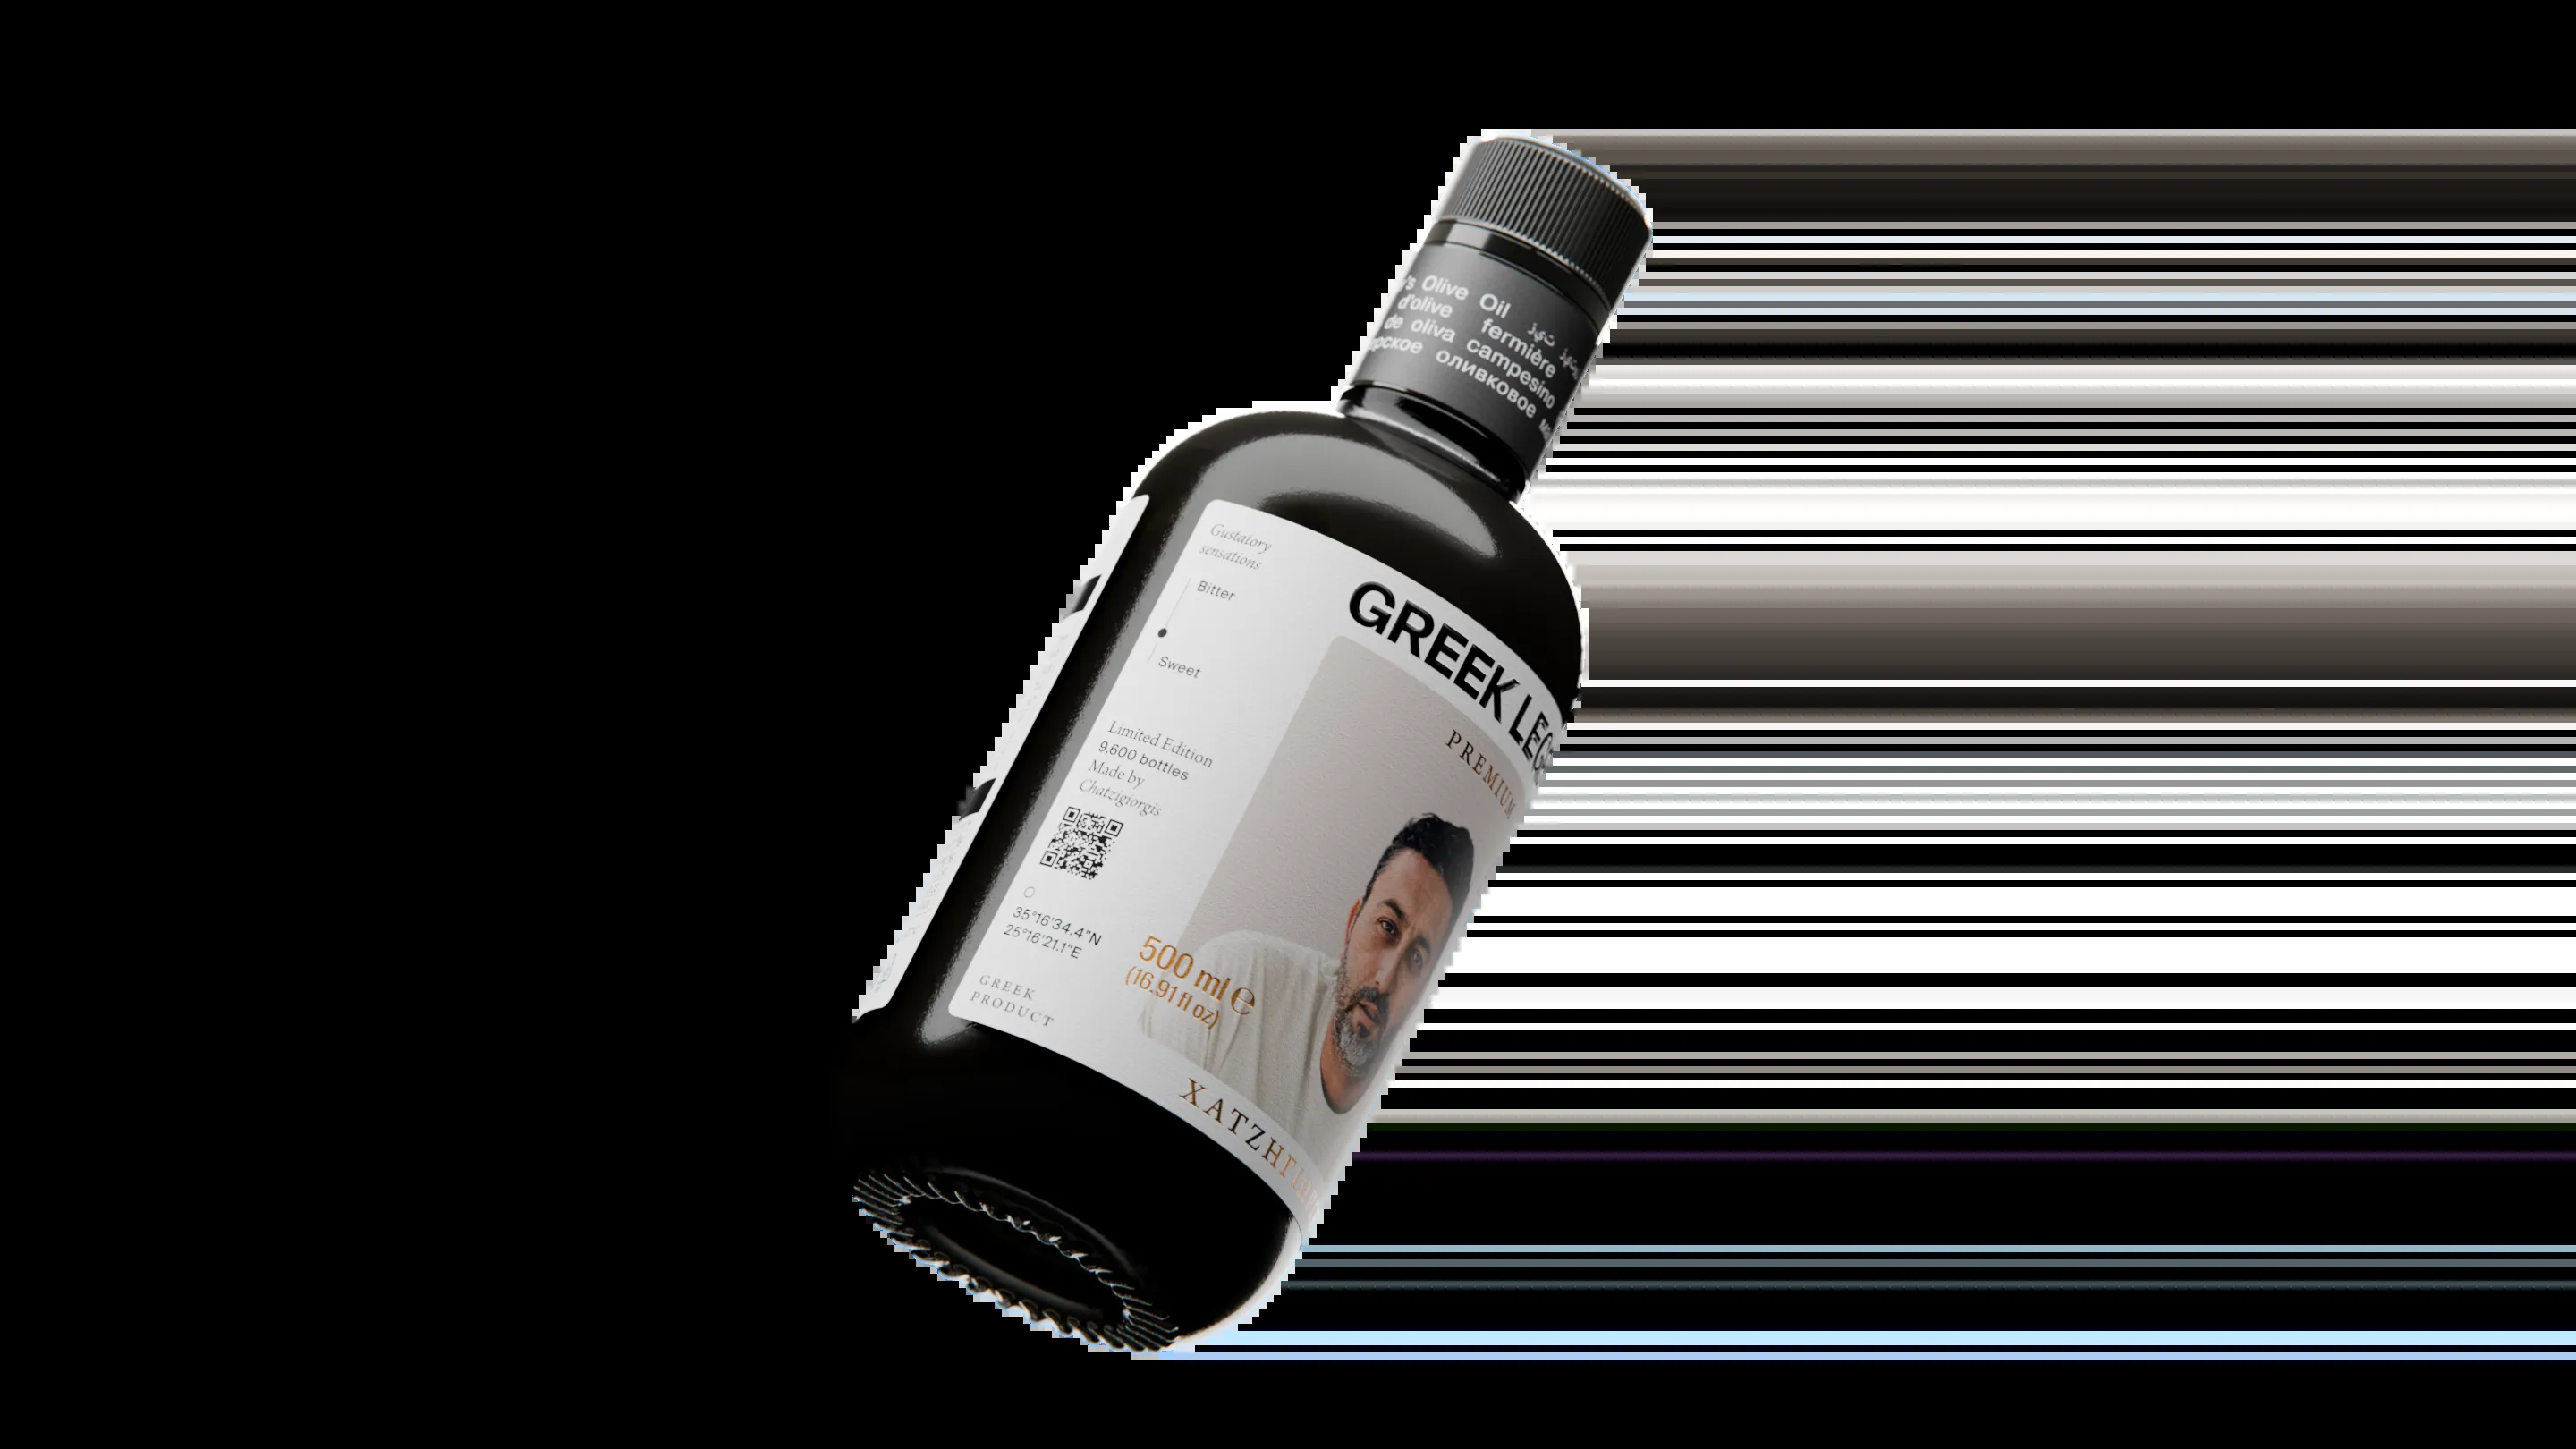 Olive Oil زيت
d'olive fermière
de oliva campesino
оливковое
Gustatory
sensations
Bitter
Sweet
GREEK
PREMIUM
Limited Edition
9,600 bottles
Made by
Chatzigiorgis
35°16'34.4"N
25°16'21.1"E
500 ml ℮
(16.91 fl oz)
GREEK
PRODUCT